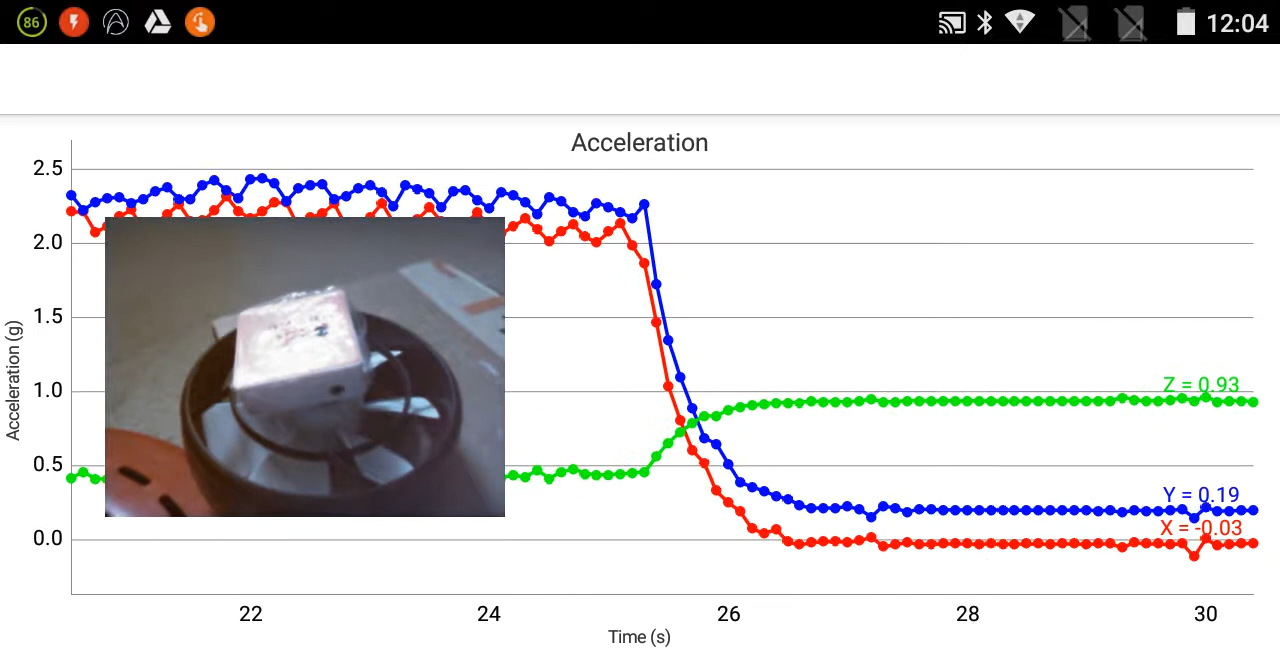 86
12:04
Acceleration
2.5
2.0
1.5
1.0
0.5
0.0
Acceleration (g)
Z = 0.93
Y = 0.19
X = -0.03
22 24 26 28 30
Time (s)